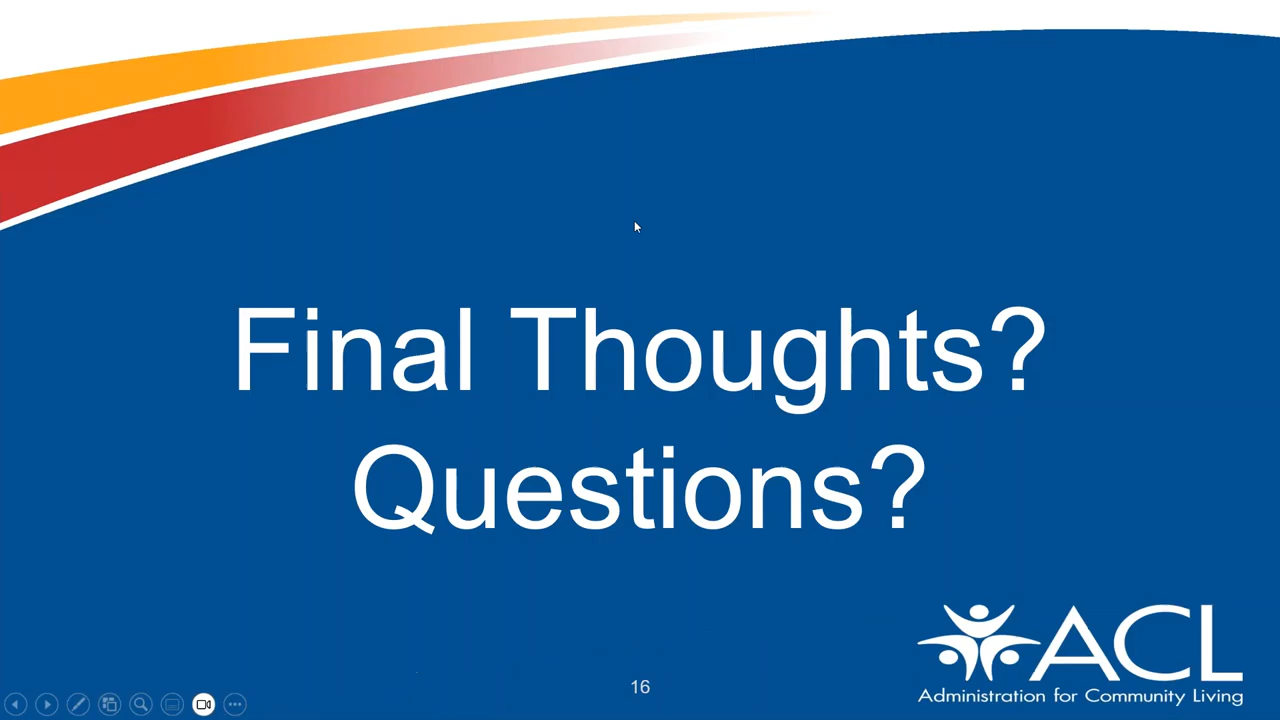 Final Thoughts?
Questions?
ACL
Administration for Community Living
16